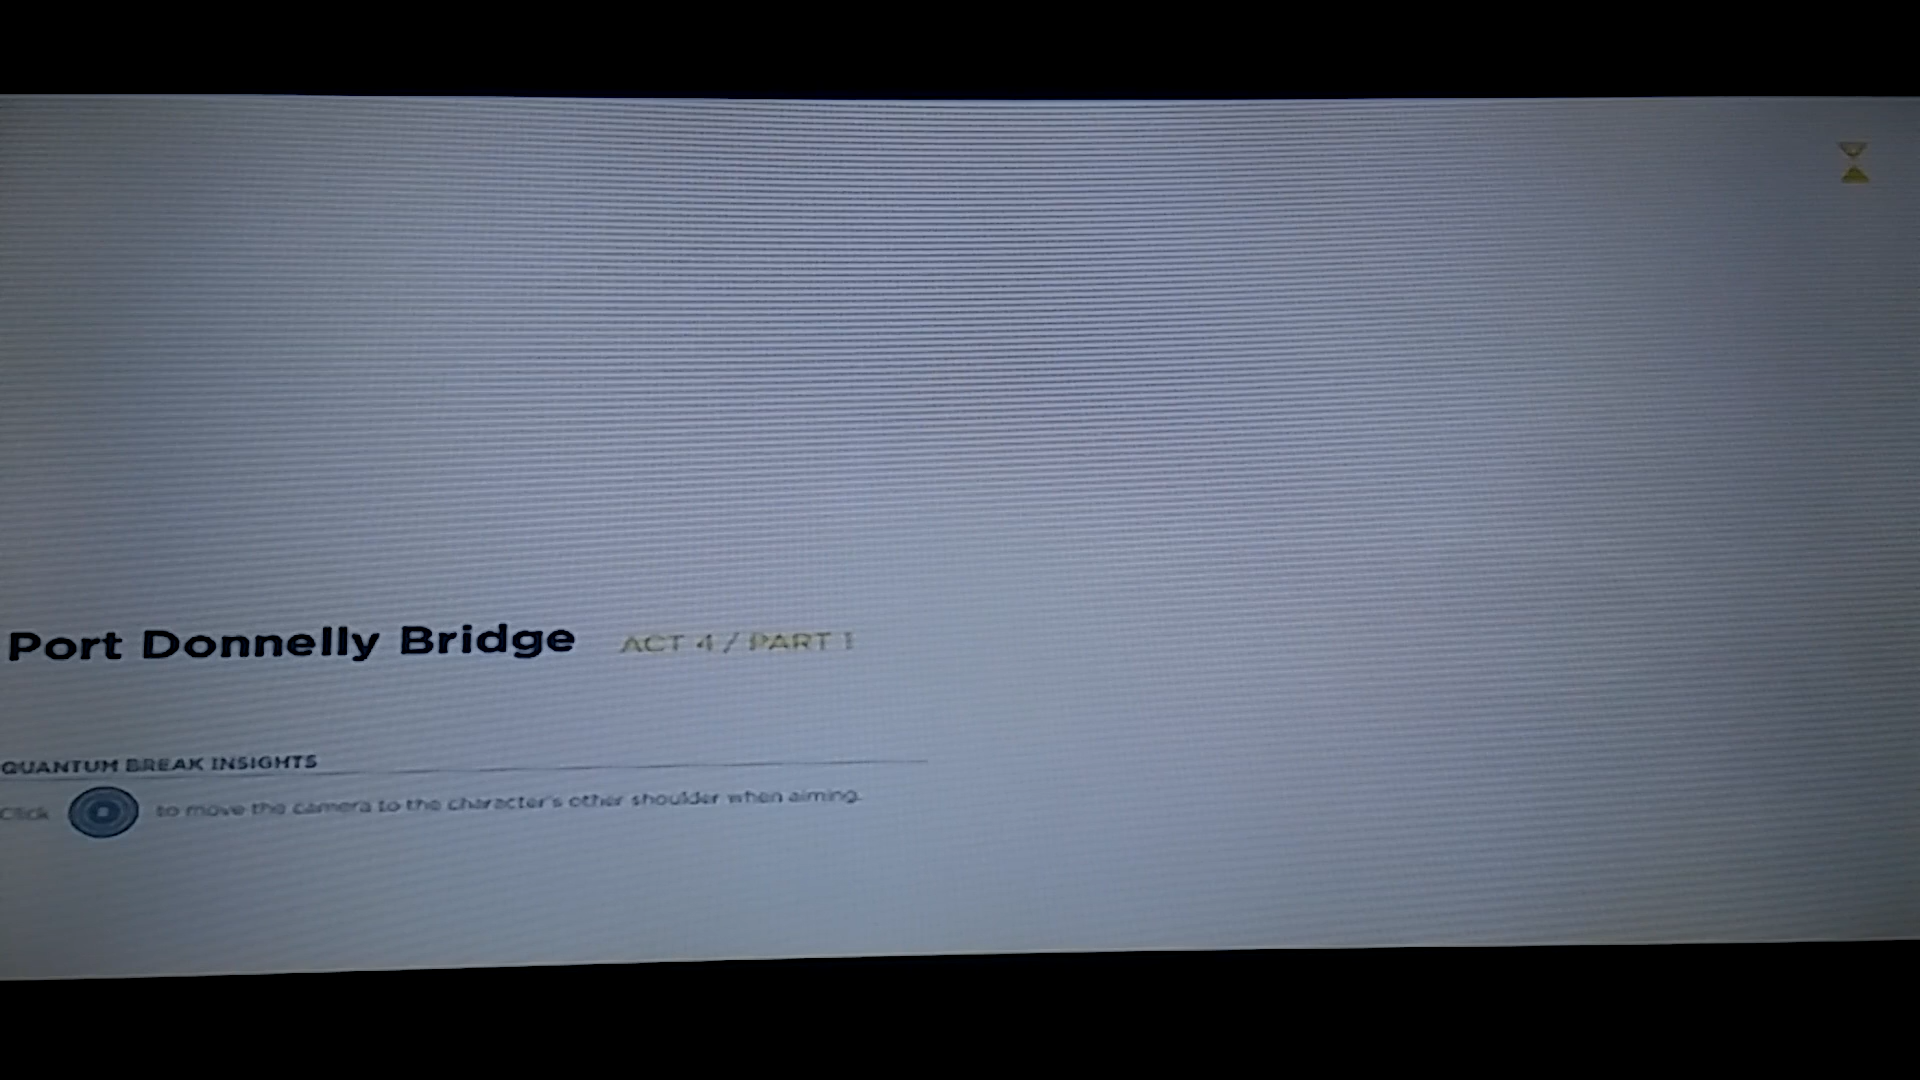 Port Donnelly Bridge ACT 4 / PART 1
QUANTUM BREAK INSIGHTS
Click to move the camera to the character's other shoulder when aiming.